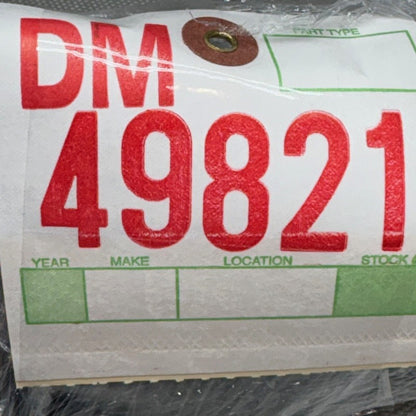 DM
PART TYPE
49821
YEAR MAKE LOCATION STOCK #